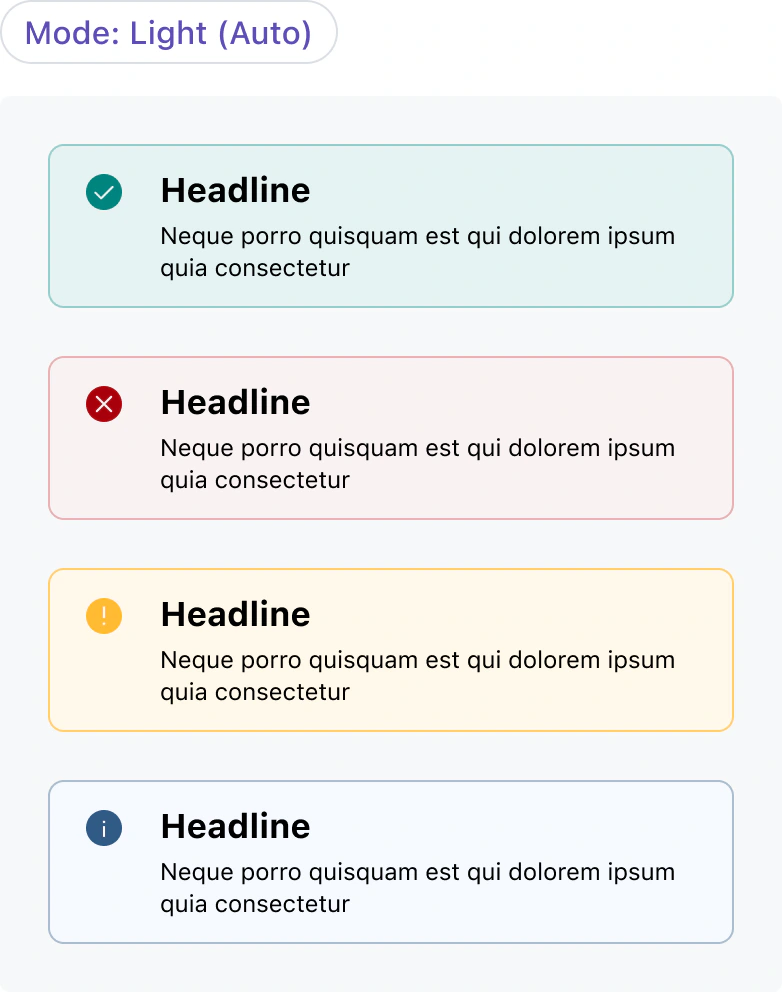 Mode: Light (Auto)
Headline
Neque porro quisquam est qui dolorem ipsum
quia consectetur
Headline
Neque porro quisquam est qui dolorem ipsum
quia consectetur
Headline
Neque porro quisquam est qui dolorem ipsum
quia consectetur
Headline
Neque porro quisquam est qui dolorem ipsum
quia consectetur